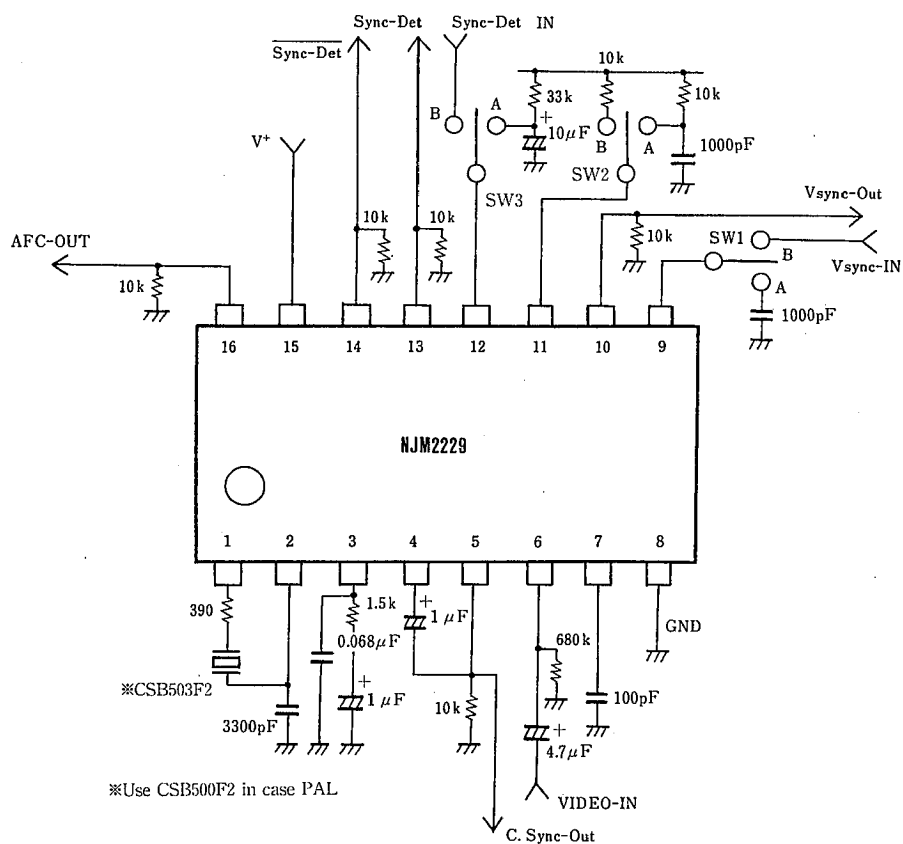 Sync-Det
Sync-Det
Sync-Det IN
10k
33k
10k
B
A
+
10μF
B
A
1000pF
V+
SW3
SW2
Vsync-Out
10k
10k
10k
SW1
B
Vsync-IN
AFC-OUT
10k
A
1000pF
16 15 14 13 12 11 10 9
NJM2229
1 2 3 4 5 6 7 8
390
1.5k
+
1μF
GND
0.068μF
680k
※CSB503F2
+
1μF
3300pF
10k
100pF
+
4.7μF
※Use CSB500F2 in case PAL
VIDEO-IN
C. Sync-Out